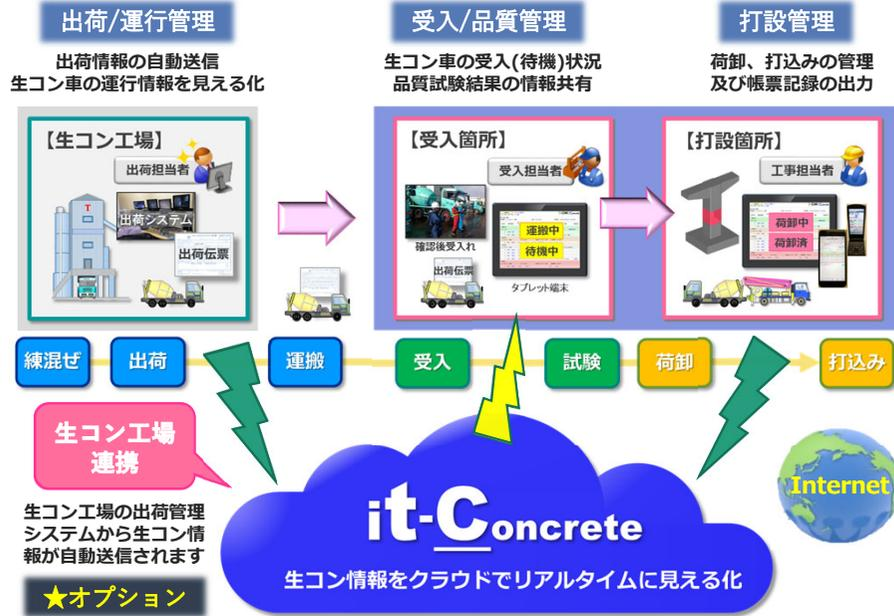 出荷/運行管理
出荷情報の自動送信
生コン車の運行情報を見える化
受入/品質管理
生コン車の受入(待機)状況
品質試験結果の情報共有
打設管理
荷卸、打込みの管理
及び帳票記録の出力
【生コン工場】
出荷担当者
T
出荷システム
出荷伝票
【受入箇所】
受入担当者
運搬中
待機中
確認後受入れ
出荷伝票
タブレット端末
【打設箇所】
工事担当者
荷卸中
荷卸済
練混ぜ
出荷
運搬
受入
試験
荷卸
打込み
生コン工場
連携
生コン工場の出荷管理
システムから生コン情
報が自動送信されます
★オプション
it-Concrete
生コン情報をクラウドでリアルタイムに見える化
Internet